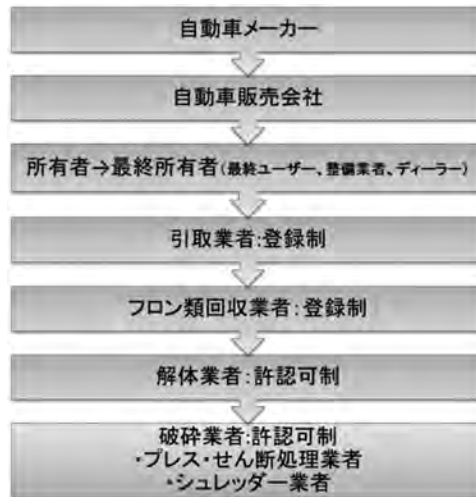 自動車メーカー
自動車販売会社
所有者→最終所有者(最終ユーザー、整備業者、ディーラー)
引取業者:登録制
フロン類回収業者:登録制
解体業者:許認可制
破砕業者:許認可制
・プレス・せん断処理業者
・シュレッダー業者